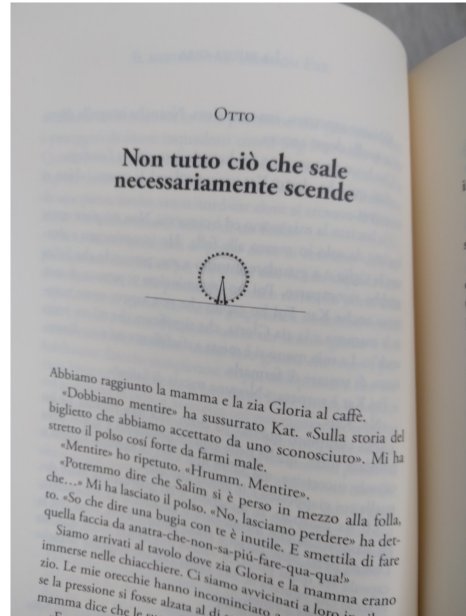 Otto
Non tutto ciò che sale
necessariamente scende
Abbiamo raggiunto la mamma e la zia Gloria al caffè.
«Dobbiamo mentire» ha sussurrato Kat. «Sulla storia del
biglietto che abbiamo accettato da uno sconosciuto». Mi ha
stretto il polso cosí forte da farmi male.
«Mentire» ho ripetuto. «Hrumm. Mentire».
«Potremmo dire che Salim si è perso in mezzo alla folla,
che...» Mi ha lasciato il polso. «No, lasciamo perdere» ha det-
to. «So che dire una bugia con te è inutile. E smettila di fare
quella faccia da anatra-che-non-sa-piú-fare-qua-qua!»
Siamo arrivati al tavolo dove zia Gloria e la mamma erano
immerse nelle chiacchiere. Ci siamo avvicinati a loro in
zio. Le mie orecchie hanno incominciato a
se la pressione si fosse alzata al di
mamma dice che le